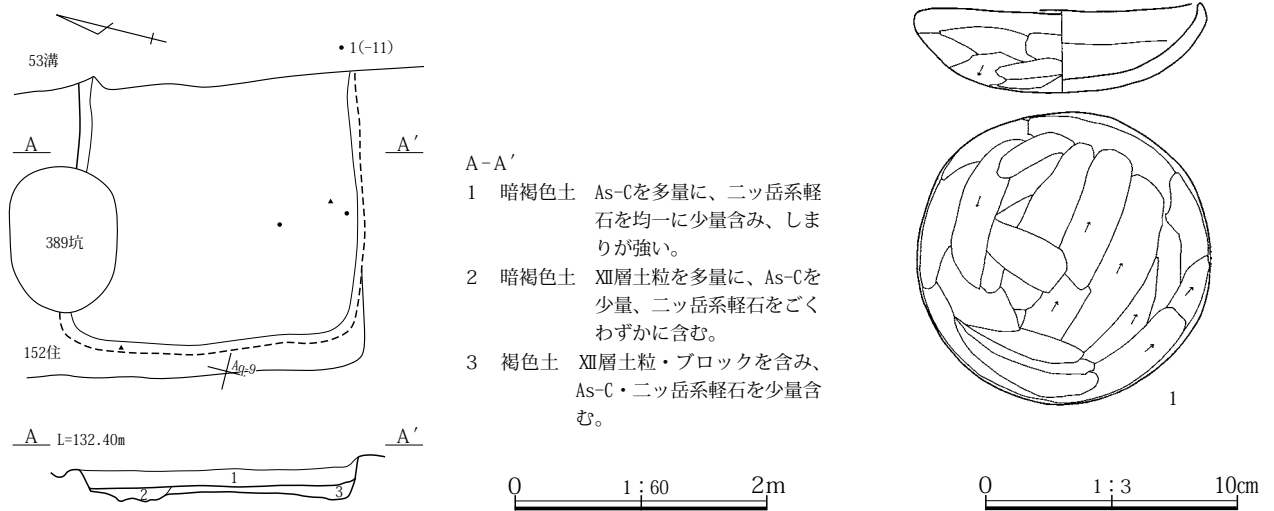 53溝
1(-11)
A
A′
389坑
152住
Aq-9
A L=132.40m A′
1
2
3
A-A′
1 暗褐色土 As-Cを多量に、二ッ岳系軽
石を均一に少量含み、しま
りが強い。
2 暗褐色土 Ⅻ層土粒を多量に、As-Cを
少量、二ッ岳系軽石をごく
わずかに含む。
3 褐色土 Ⅻ層土粒・ブロックを含み、
As-C・二ッ岳系軽石を少量含
む。
0 1：60 2m
1
0 1：3 10cm